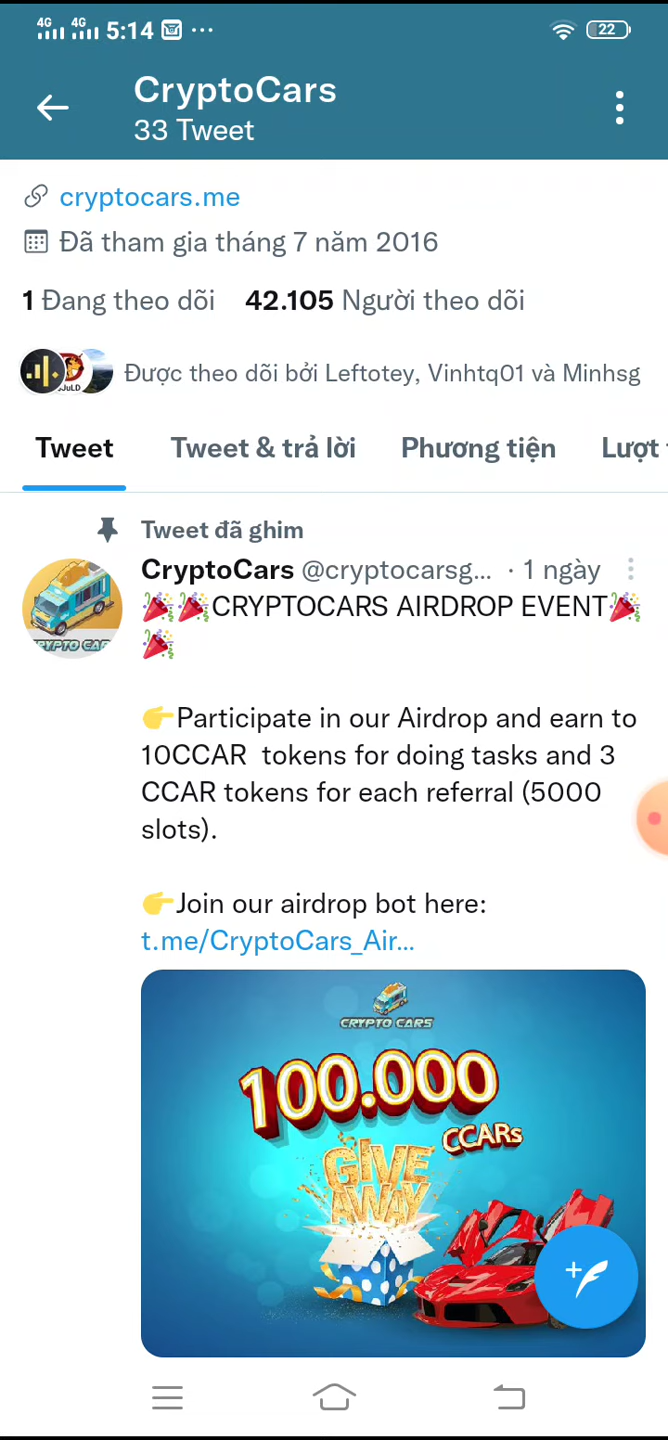 4G 4G 5:14 ··· 22
CryptoCars
33 Tweet
cryptocars.me
Đã tham gia tháng 7 năm 2016
1 Đang theo dõi 42.105 Người theo dõi
Được theo dõi bởi Leftotey, Vinhtq01 và Minhsg
Tweet Tweet & trả lời Phương tiện Lượt
Tweet đã ghim
CryptoCars @cryptocarsg... · 1 ngày
🎉🎉CRYPTOCARS AIRDROP EVENT🎉
🎉
👉Participate in our Airdrop and earn to
10CCAR tokens for doing tasks and 3
CCAR tokens for each referral (5000
slots).
👉Join our airdrop bot here:
t.me/CryptoCars_Air...
CRYPTO CARS
100.000
CCARs
GIVE
AWAY